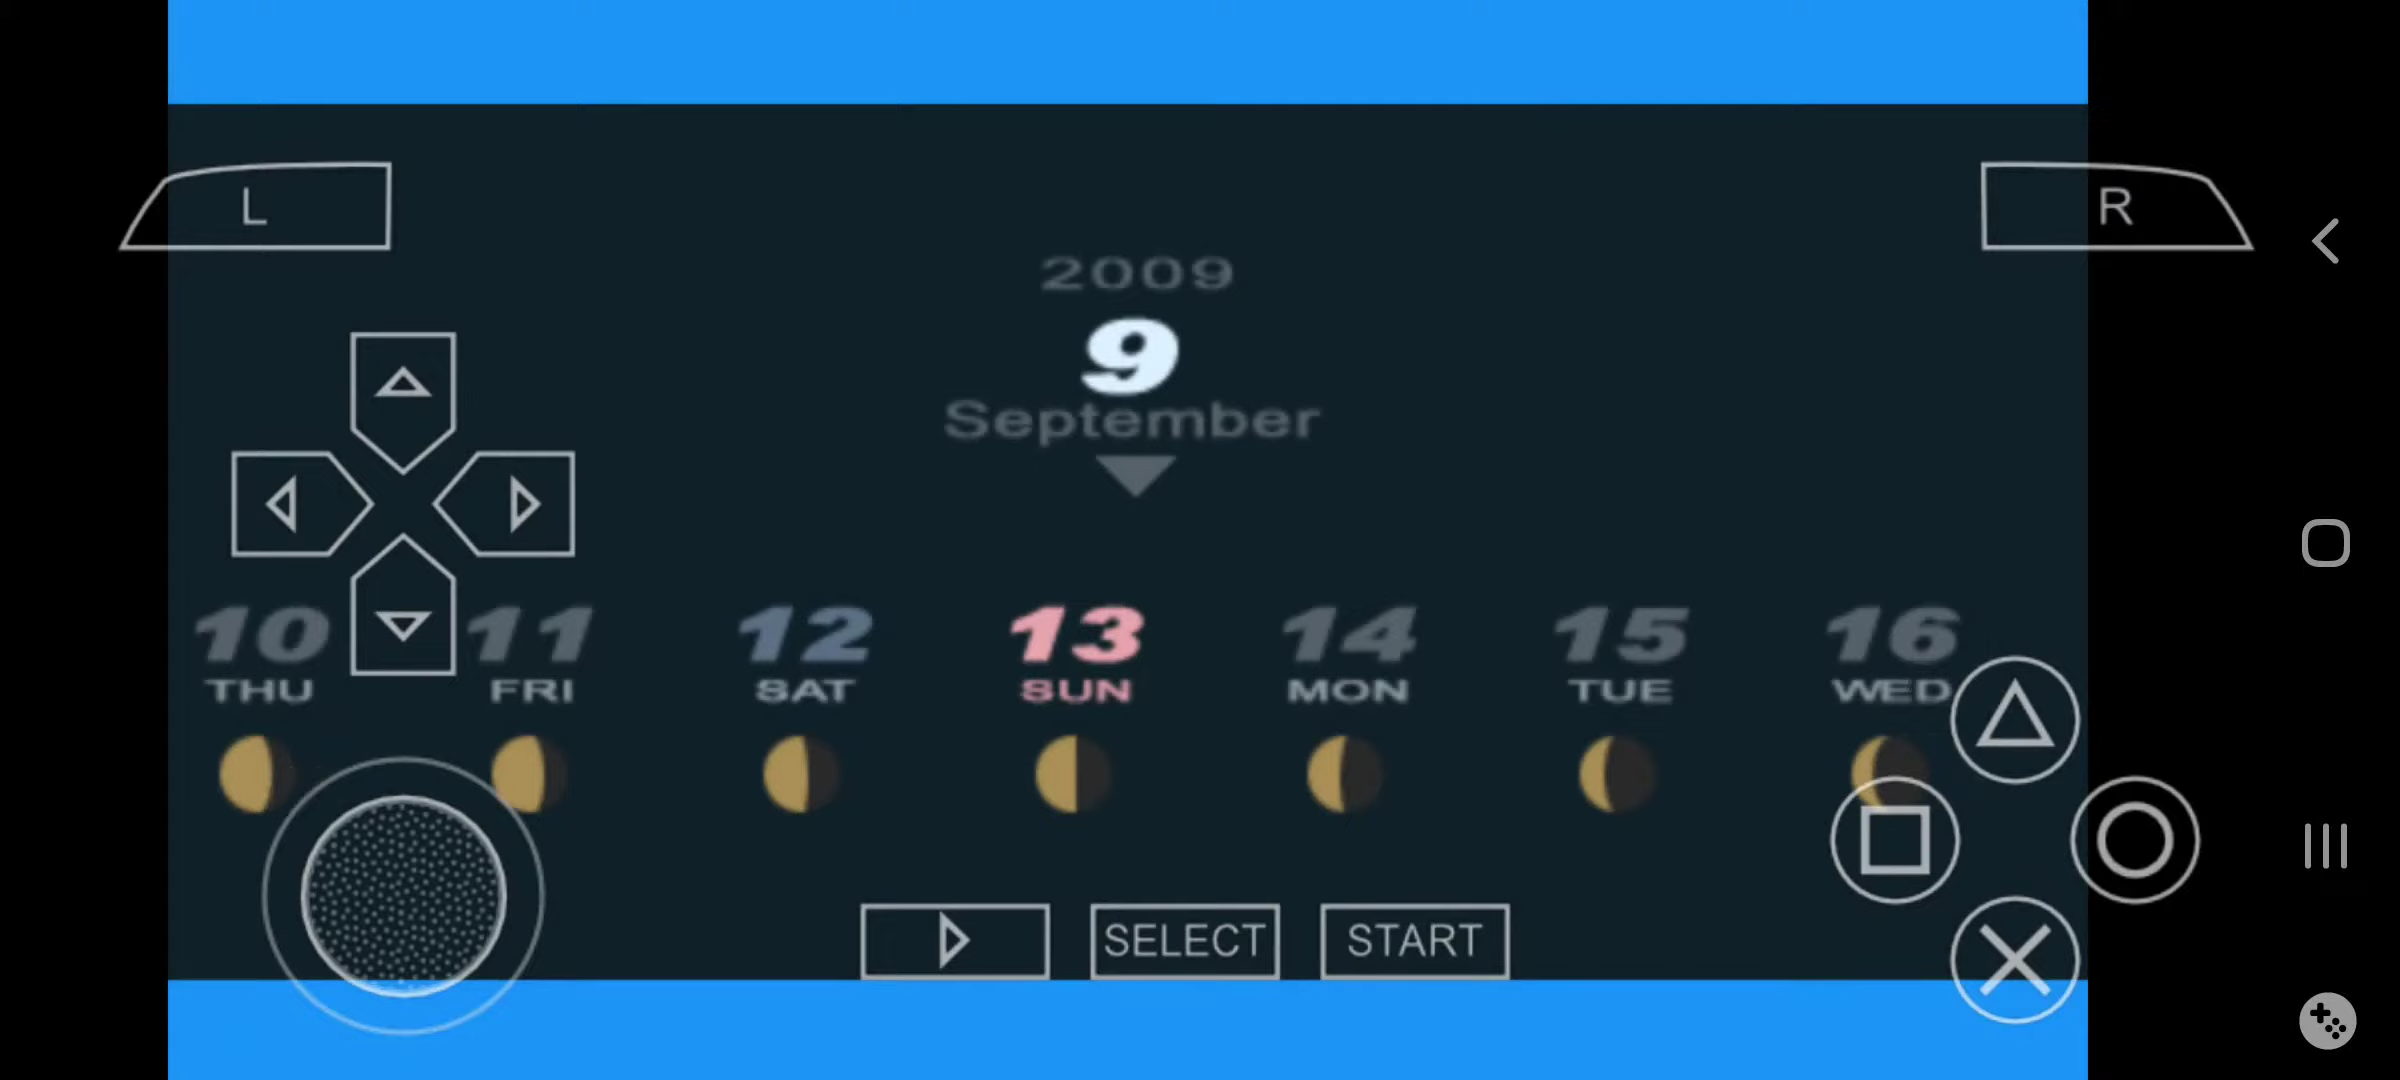 L
R
2009
9
September
10 11 12 13 14 15 16
THU FRI SAT SUN MON TUE WED
SELECT START